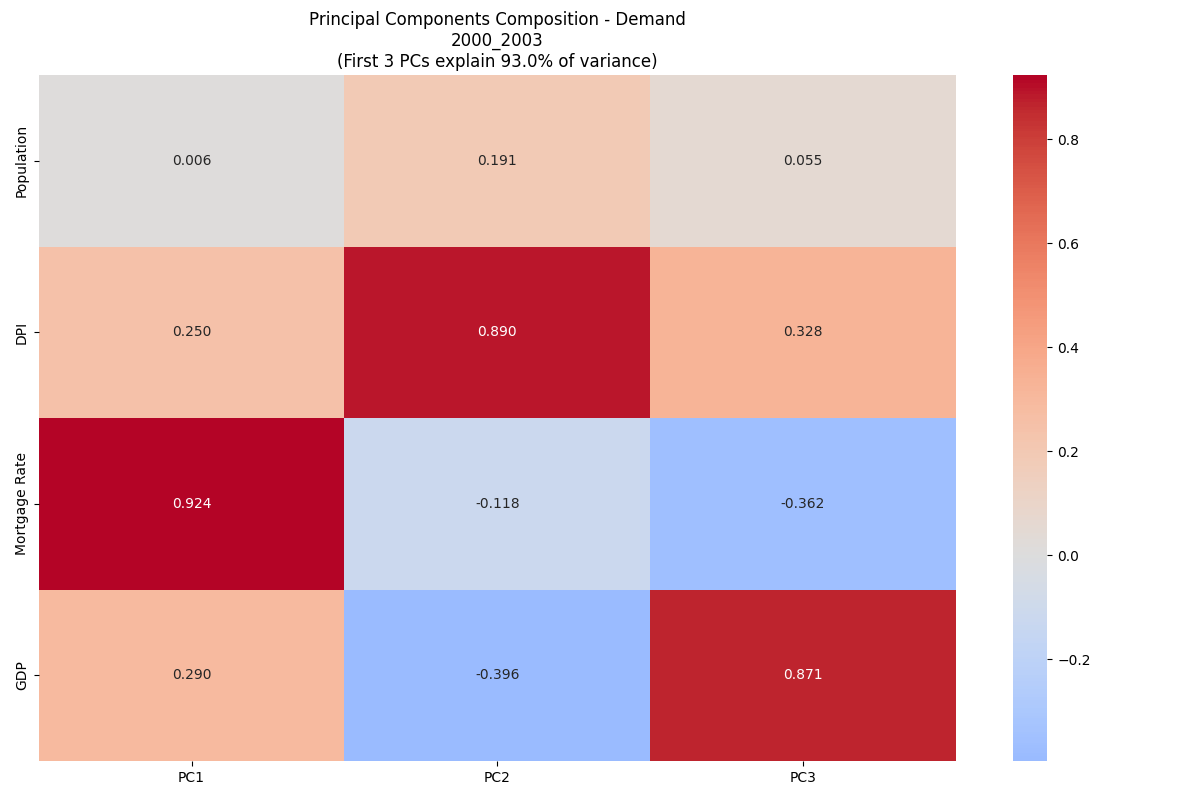 Principal Components Composition - Demand
2000_2003
(First 3 PCs explain 93.0% of variance)
Population
0.006
0.191
0.055
DPI
0.250
0.890
0.328
Mortgage Rate
0.924
-0.118
-0.362
GDP
0.290
-0.396
0.871
PC1
PC2
PC3
0.8
0.6
0.4
0.2
0.0
−0.2